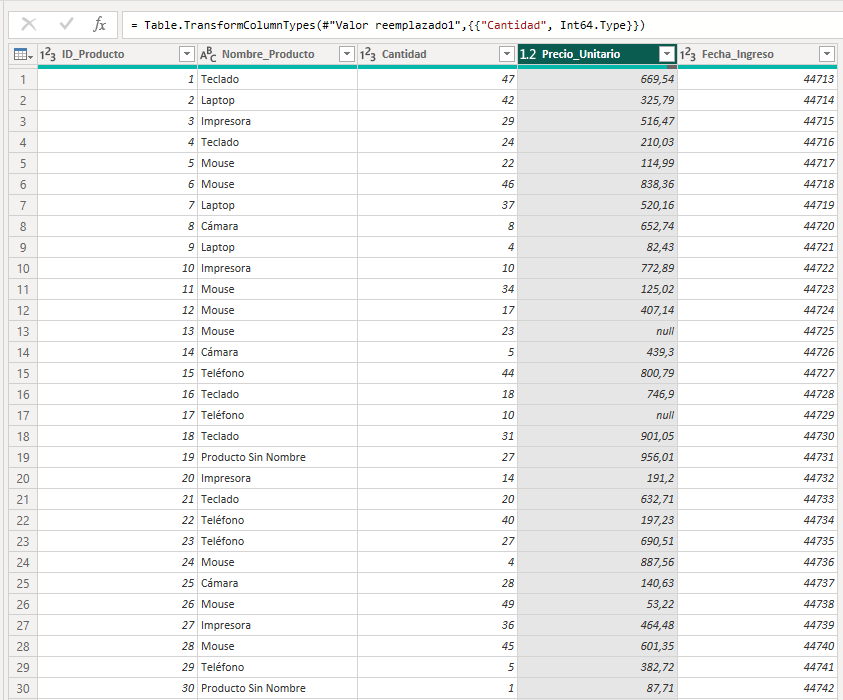 fx = Table.TransformColumnTypes(#"Valor reemplazado1",{{"Cantidad", Int64.Type}})
1²3 ID_Producto ABC Nombre_Producto 1²3 Cantidad 1.2 Precio_Unitario 1²3 Fecha_Ingreso
1 1 Teclado 47 669,54 44713
2 2 Laptop 42 325,79 44714
3 3 Impresora 29 516,47 44715
4 4 Teclado 24 210,03 44716
5 5 Mouse 22 114,99 44717
6 6 Mouse 46 838,36 44718
7 7 Laptop 37 520,16 44719
8 8 Cámara 8 652,74 44720
9 9 Laptop 4 82,43 44721
10 10 Impresora 10 772,89 44722
11 11 Mouse 34 125,02 44723
12 12 Mouse 17 407,14 44724
13 13 Mouse 23 null 44725
14 14 Cámara 5 439,3 44726
15 15 Teléfono 44 800,79 44727
16 16 Teclado 18 746,9 44728
17 17 Teléfono 10 null 44729
18 18 Teclado 31 901,05 44730
19 19 Producto Sin Nombre 27 956,01 44731
20 20 Impresora 14 191,2 44732
21 21 Teclado 20 632,71 44733
22 22 Teléfono 40 197,23 44734
23 23 Teléfono 27 690,51 44735
24 24 Mouse 4 887,56 44736
25 25 Cámara 28 140,63 44737
26 26 Mouse 49 53,22 44738
27 27 Impresora 36 464,48 44739
28 28 Mouse 45 601,35 44740
29 29 Teléfono 5 382,72 44741
30 30 Producto Sin Nombre 1 87,71 44742